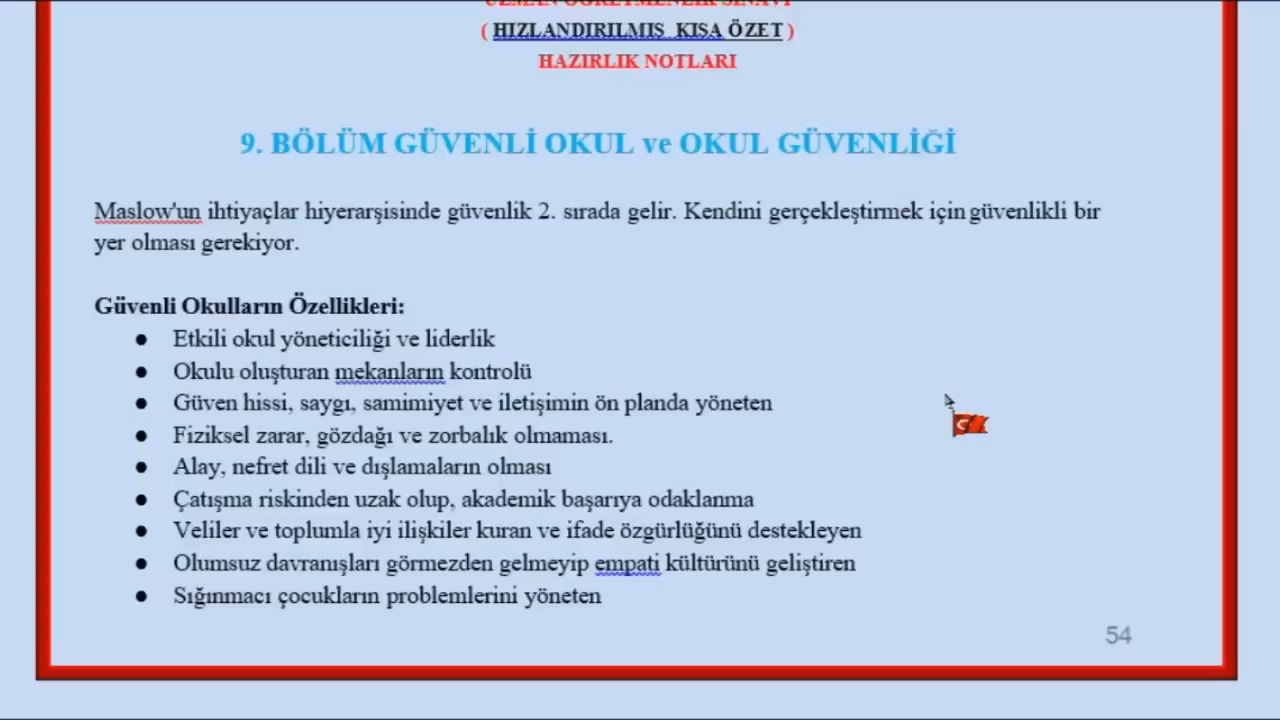 UZMAN ÖĞRETMENLİK SINAVI
( HIZLANDIRILMIŞ KISA ÖZET )
HAZIRLIK NOTLARI
9. BÖLÜM GÜVENLİ OKUL ve OKUL GÜVENLİĞİ
Maslow'un ihtiyaçlar hiyerarşisinde güvenlik 2. sırada gelir. Kendini gerçekleştirmek için güvenlikli bir
yer olması gerekiyor.
Güvenli Okulların Özellikleri:
● Etkili okul yöneticiliği ve liderlik
● Okulu oluşturan mekanların kontrolü
● Güven hissi, saygı, samimiyet ve iletişimin ön planda yöneten
● Fiziksel zarar, gözdağı ve zorbalık olmaması.
● Alay, nefret dili ve dışlamaların olması
● Çatışma riskinden uzak olup, akademik başarıya odaklanma
● Veliler ve toplumla iyi ilişkiler kuran ve ifade özgürlüğünü destekleyen
● Olumsuz davranışları görmezden gelmeyip empati kültürünü geliştiren
● Sığınmacı çocukların problemlerini yöneten
54